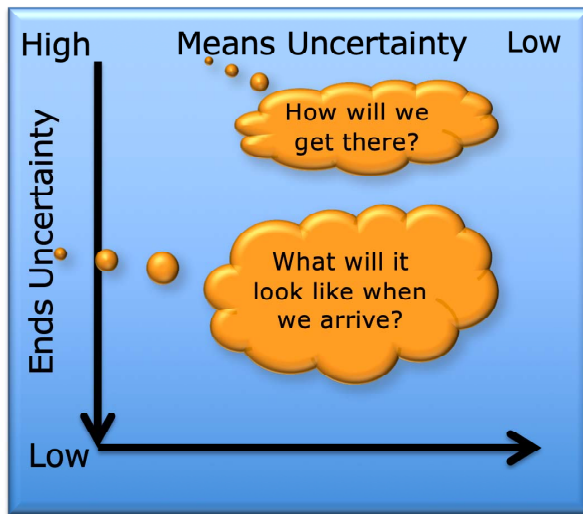 High Means Uncertainty Low
How will we
get there?
Ends Uncertainty
What will it
look like when
we arrive?
Low